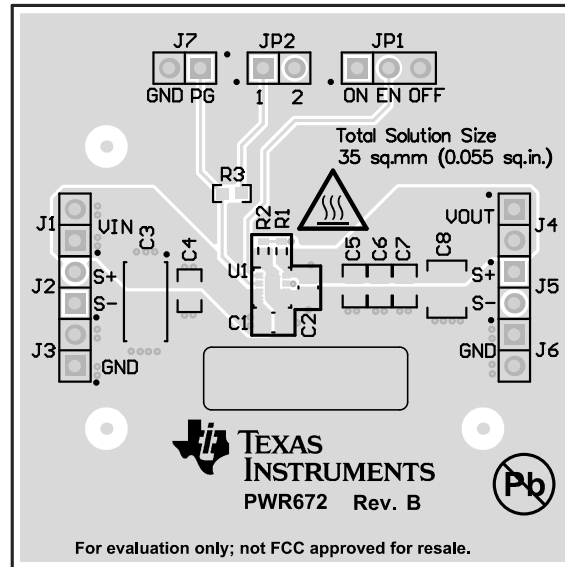 J7 JP2 JP1
GND PG 1 2 ON EN OFF
Total Solution Size
35 sq.mm (0.055 sq.in.)
R3
R2
R1
J1
VIN
C3
C4
J2
S+
S-
J3
GND
U1
C1
C2
C5
C6
C7
C8
VOUT
J4
S+
J5
S-
GND
J6
TEXAS
INSTRUMENTS
PWR672 Rev. B
Pb
For evaluation only; not FCC approved for resale.